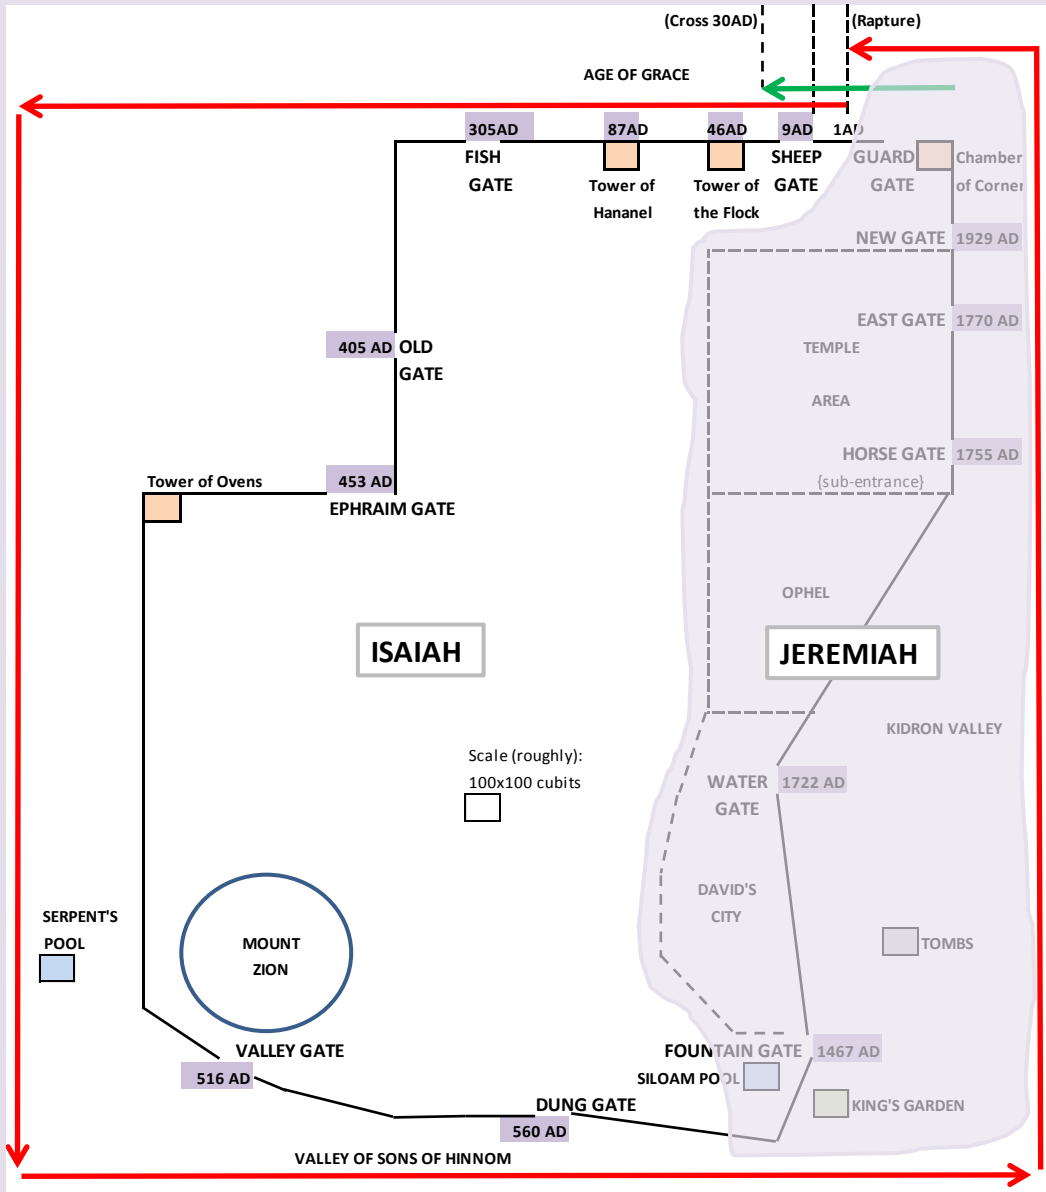 (Cross 30AD)
(Rapture)
AGE OF GRACE
305AD
87AD
46AD
9AD
1AD
FISH
GATE
Tower of
Hananel
Tower of
the Flock
SHEEP
GATE
GUARD
GATE
Chamber
of Corner
NEW GATE
1929 AD
EAST GATE
1770 AD
TEMPLE
AREA
405 AD
OLD
GATE
HORSE GATE
1755 AD
{sub-entrance}
Tower of Ovens
453 AD
EPHRAIM GATE
OPHEL
ISAIAH
JEREMIAH
KIDRON VALLEY
Scale (roughly):
100x100 cubits
WATER
GATE
1722 AD
DAVID'S
CITY
SERPENT'S
POOL
MOUNT
ZION
TOMBS
VALLEY GATE
516 AD
FOUNTAIN GATE
1467 AD
SILOAM POOL
KING'S GARDEN
DUNG GATE
560 AD
VALLEY OF SONS OF HINNOM